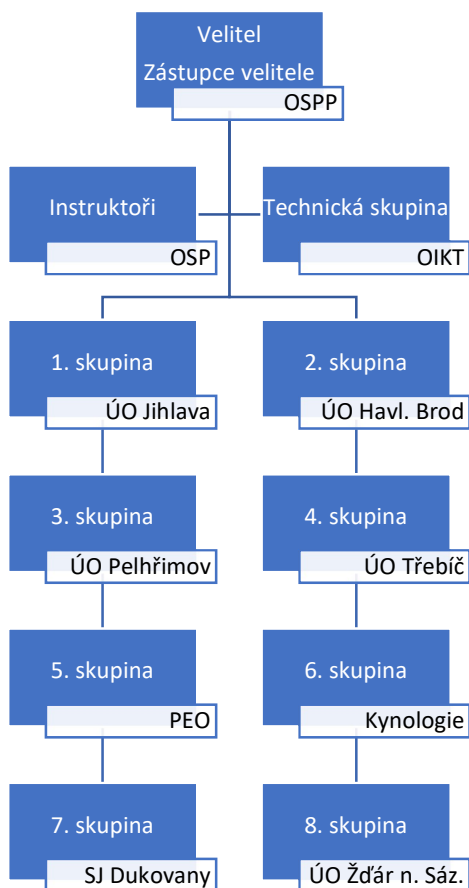 Velitel
Zástupce velitele
OSPP
Instruktoři
OSP
Technická skupina
OIKT
1. skupina
ÚO Jihlava
2. skupina
ÚO Havl. Brod
3. skupina
ÚO Pelhřimov
4. skupina
ÚO Třebíč
5. skupina
PEO
6. skupina
Kynologie
7. skupina
SJ Dukovany
8. skupina
ÚO Žďár n. Sáz.